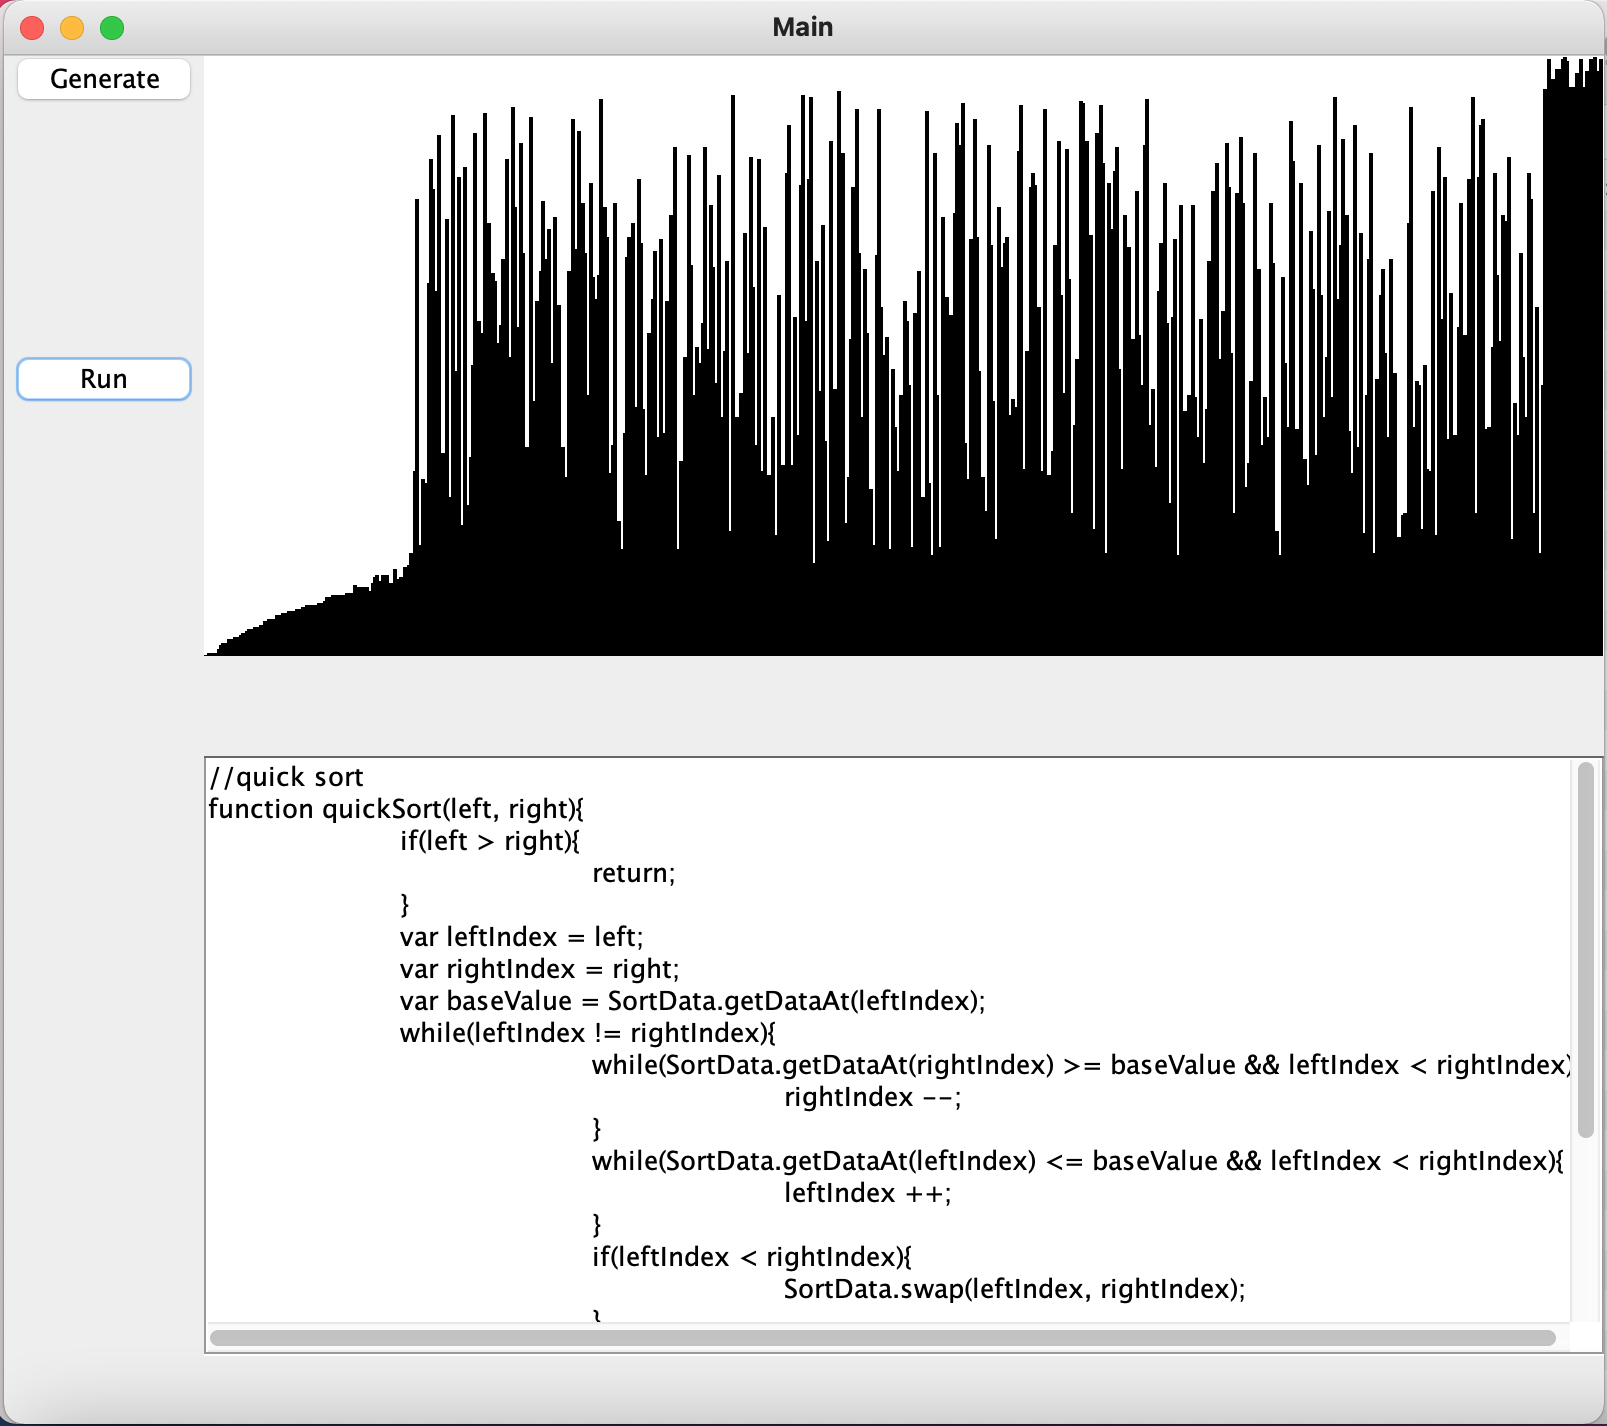 Main
Generate
Run
//quick sort
function quickSort(left, right){
if(left > right){
return;
}
var leftIndex = left;
var rightIndex = right;
var baseValue = SortData.getDataAt(leftIndex);
while(leftIndex != rightIndex){
while(SortData.getDataAt(rightIndex) >= baseValue && leftIndex < rightIndex)
rightIndex --;
}
while(SortData.getDataAt(leftIndex) <= baseValue && leftIndex < rightIndex){
leftIndex ++;
}
if(leftIndex < rightIndex){
SortData.swap(leftIndex, rightIndex);
}